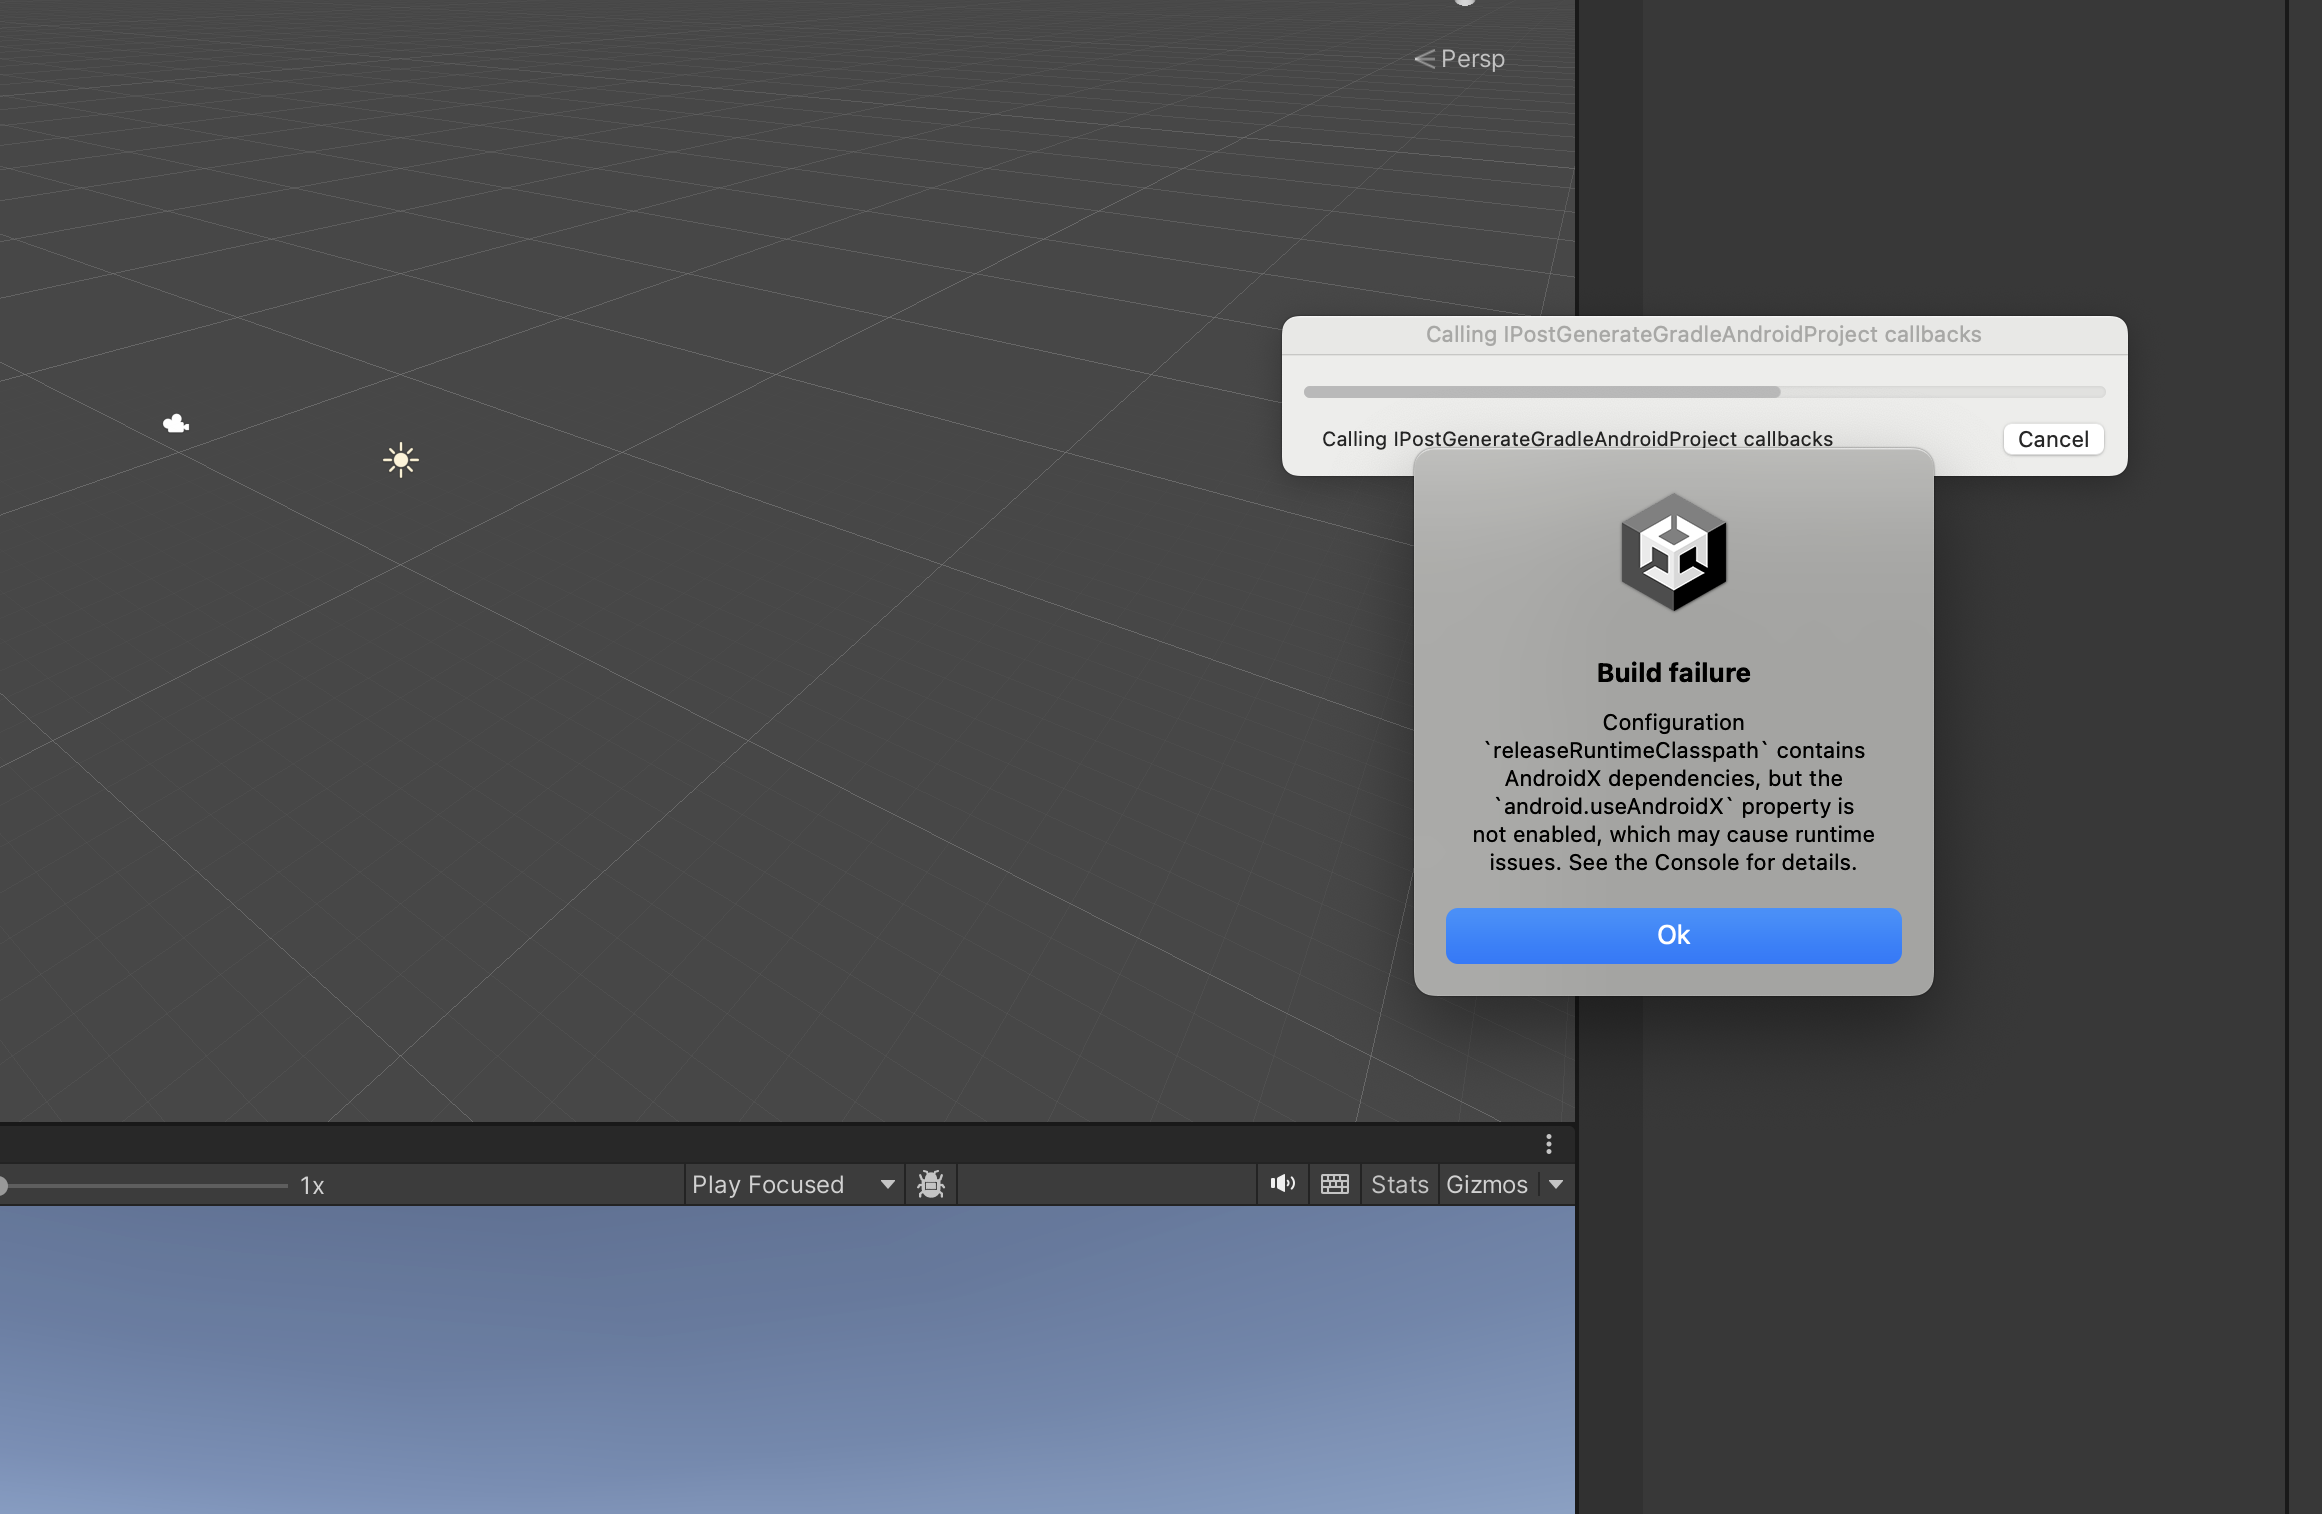 Persp
Calling IPostGenerateGradleAndroidProject callbacks
Calling IPostGenerateGradleAndroidProject callbacks
Cancel
Build failure
Configuration
`releaseRuntimeClasspath` contains
AndroidX dependencies, but the
`android.useAndroidX` property is
not enabled, which may cause runtime
issues. See the Console for details.
Ok
1x
Play Focused
Stats
Gizmos